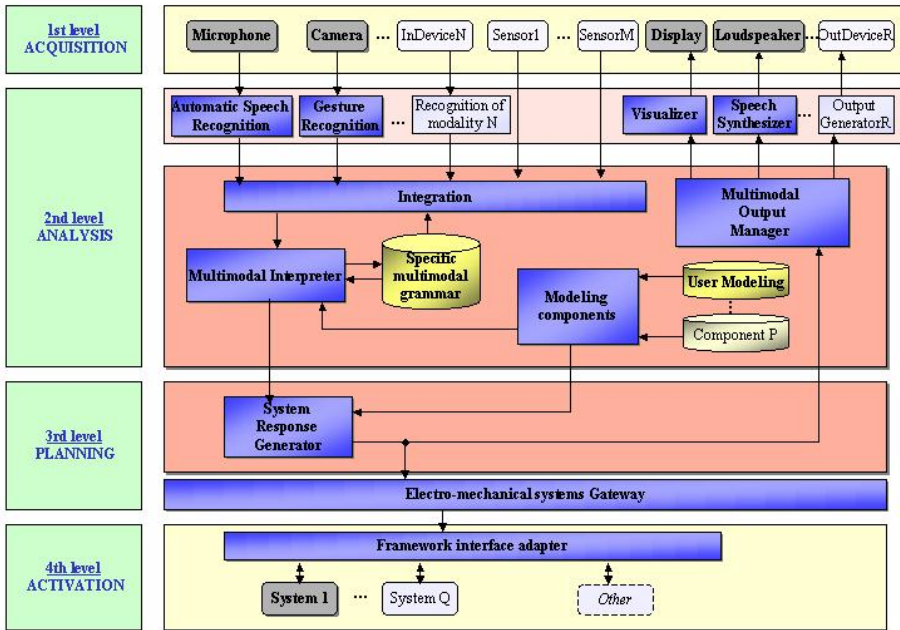 1st level
ACQUISITION
Microphone
Camera
...
InDeviceN
Sensor1
...
SensorM
Display
Loudspeaker
...
OutDeviceR
2nd level
ANALYSIS
Automatic Speech
Recognition
Gesture
Recognition
...
Recognition of
modality N
Visualizer
Speech
Synthesizer
...
Output
GeneratorR
Integration
Multimodal
Output
Manager
Multimodal Interpreter
Specific
multimodal
grammar
Modeling
components
User Modeling
...
Component P
3rd level
PLANNING
System
Response
Generator
Electro-mechanical systems Gateway
4th level
ACTIVATION
Framework interface adapter
System 1
...
System Q
Other